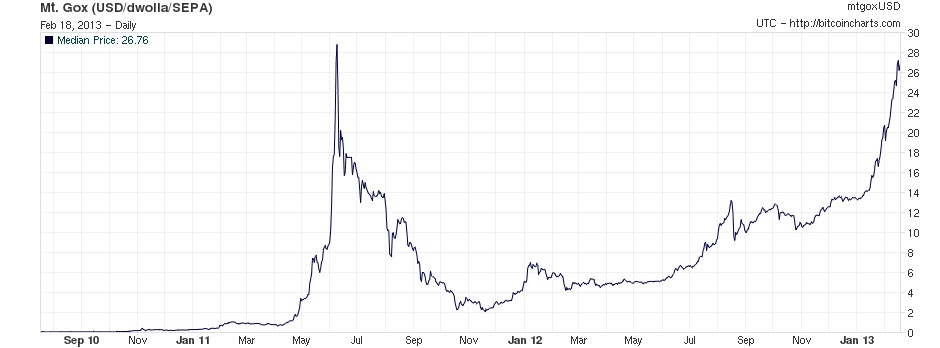 Mt. Gox (USD/dwolla/SEPA)
mtgoxUSD
Feb 18, 2013 - Daily
UTC - http://bitcoincharts.com
Median Price: 26.76
30
28
26
24
22
20
18
16
14
12
10
8
6
4
2
0
Sep 10 Nov Jan 11 Mar May Jul Sep Nov Jan 12 Mar May Jul Sep Nov Jan 13